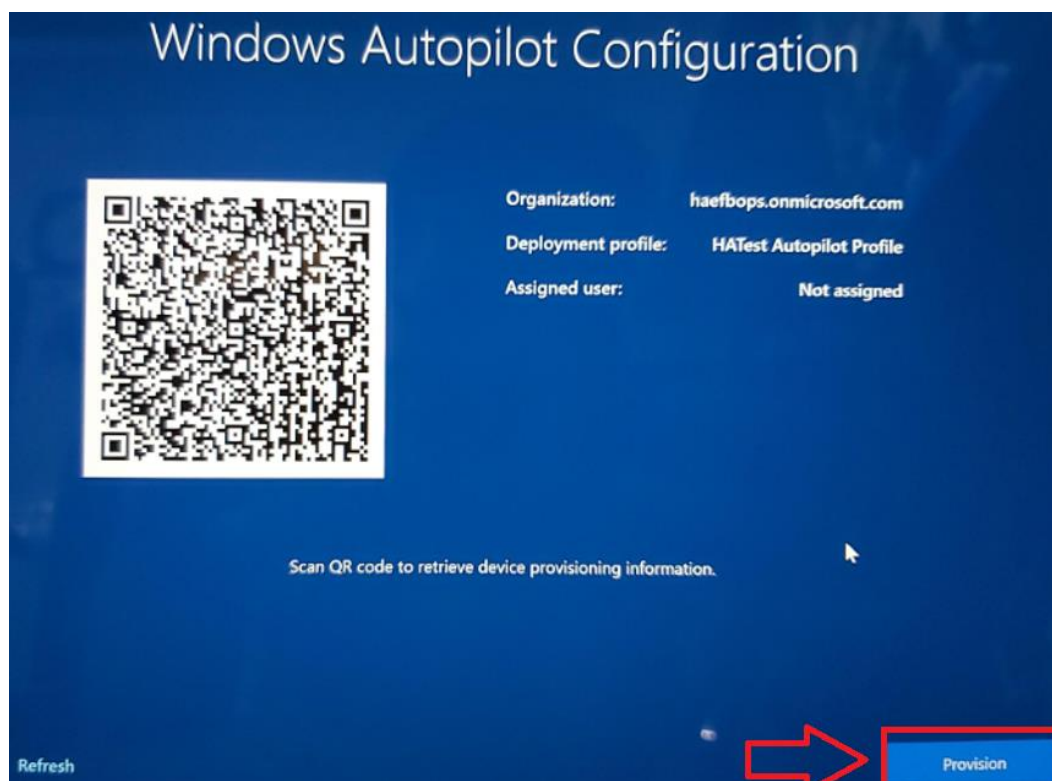 Windows Autopilot Configuration
Organization: haefbops.onmicrosoft.com
Deployment profile: HATest Autopilot Profile
Assigned user: Not assigned
Scan QR code to retrieve device provisioning information.
Refresh
Provision